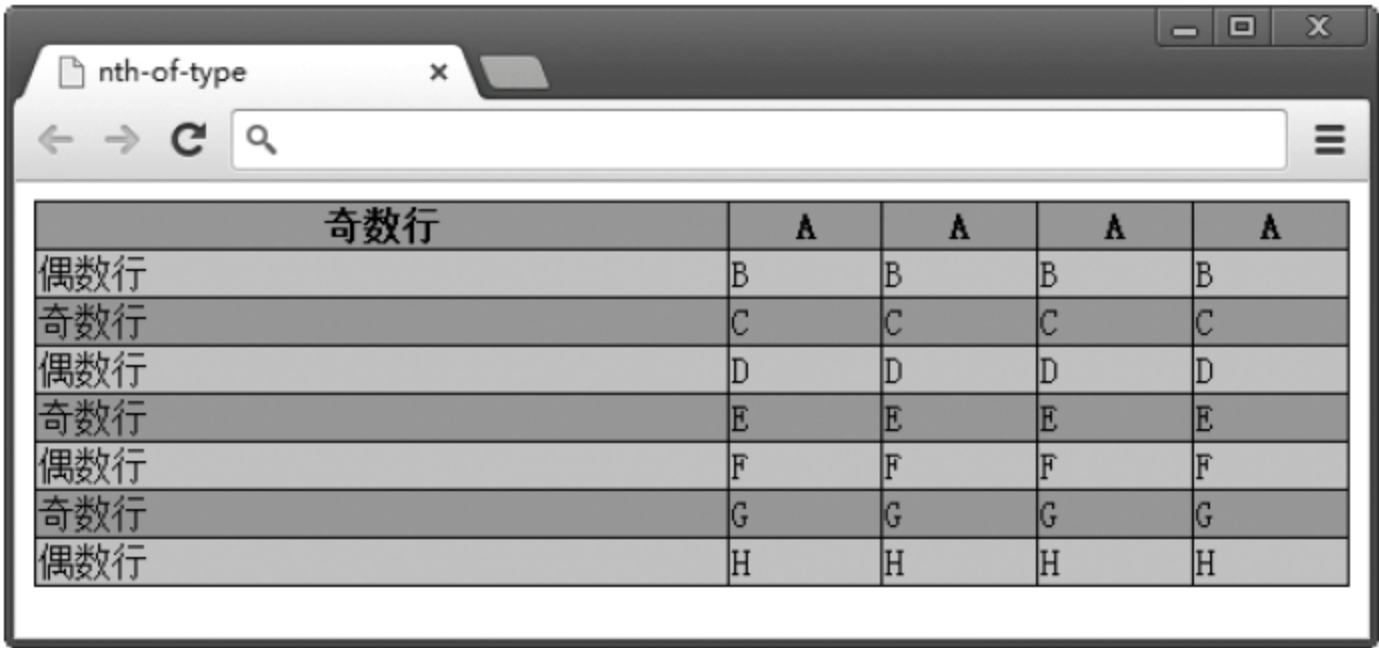 nth-of-type
奇数行 A A A A
偶数行 B B B B
奇数行 C C C C
偶数行 D D D D
奇数行 E E E E
偶数行 F F F F
奇数行 G G G G
偶数行 H H H H